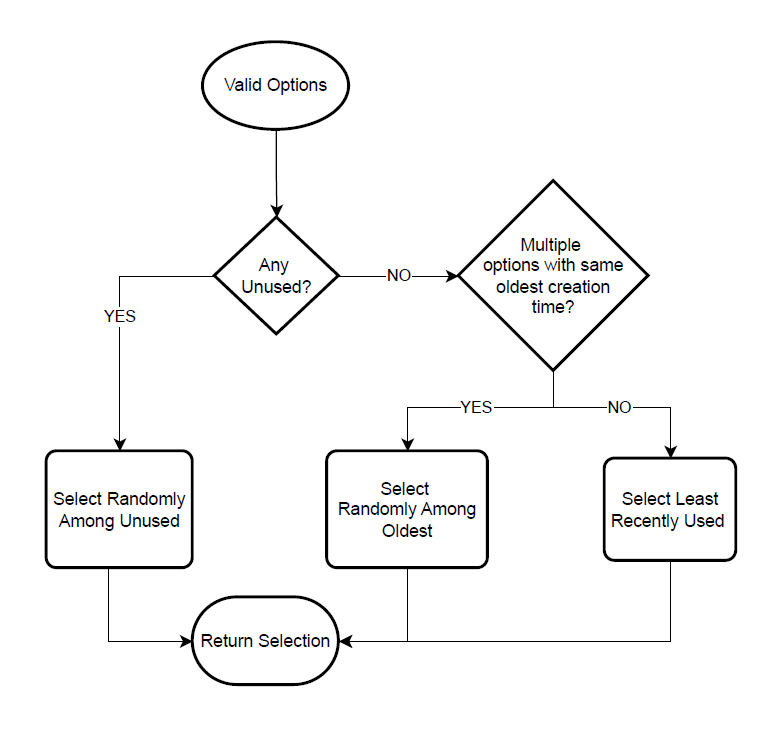 Valid Options
Any
Unused?
NO
Multiple
options with same
oldest creation
time?
YES
YES
NO
Select Randomly
Among Unused
Select
Randomly Among
Oldest
Select Least
Recently Used
Return Selection